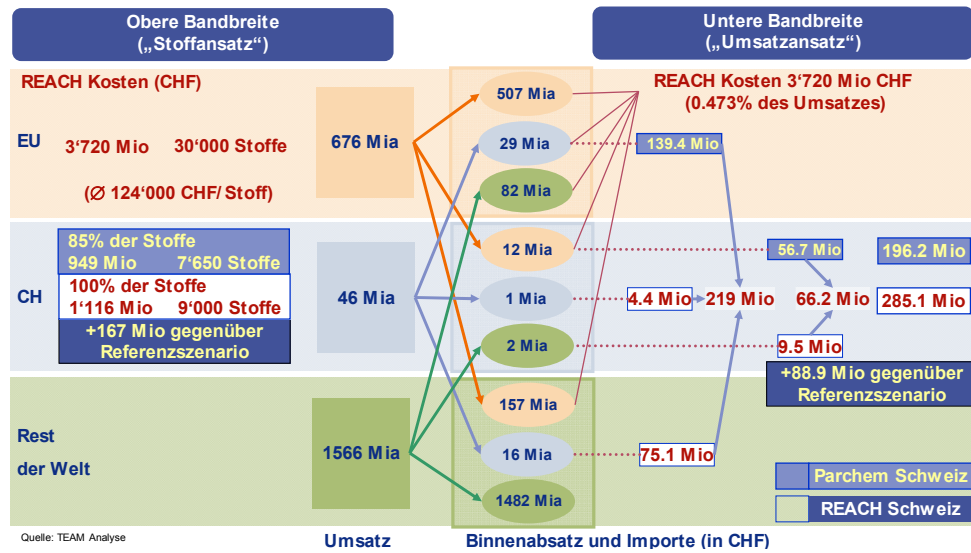 Obere Bandbreite
(„Stoffansatz“)
Untere Bandbreite
(„Umsatzansatz“)
REACH Kosten (CHF)
EU
3‘720 Mio 30‘000 Stoffe
(Ø 124‘000 CHF/ Stoff)
676 Mia
507 Mia
29 Mia
82 Mia
REACH Kosten 3‘720 Mio CHF
(0.473% des Umsatzes)
139.4 Mio
CH
85% der Stoffe
949 Mio 7‘650 Stoffe
100% der Stoffe
1‘116 Mio 9‘000 Stoffe
+167 Mio gegenüber
Referenzszenario
46 Mia
12 Mia
1 Mia
2 Mia
56.7 Mio
196.2 Mio
4.4 Mio
219 Mio
66.2 Mio
285.1 Mio
9.5 Mio
+88.9 Mio gegenüber
Referenzszenario
Rest
der Welt
1566 Mia
157 Mia
16 Mia
1482 Mia
75.1 Mio
Parchem Schweiz
REACH Schweiz
Quelle: TEAM Analyse
Umsatz
Binnenabsatz und Importe (in CHF)